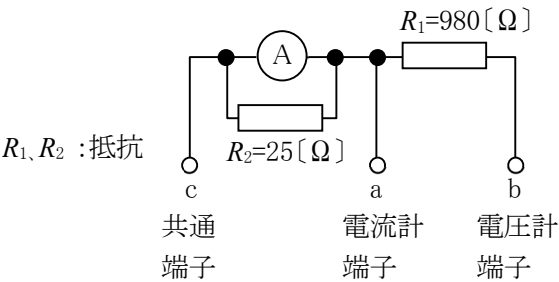 R₁=980〔Ω〕
A
R₁、R₂ :抵抗
R₂=25〔Ω〕
c a b
共通 電流計 電圧計
端子 端子 端子